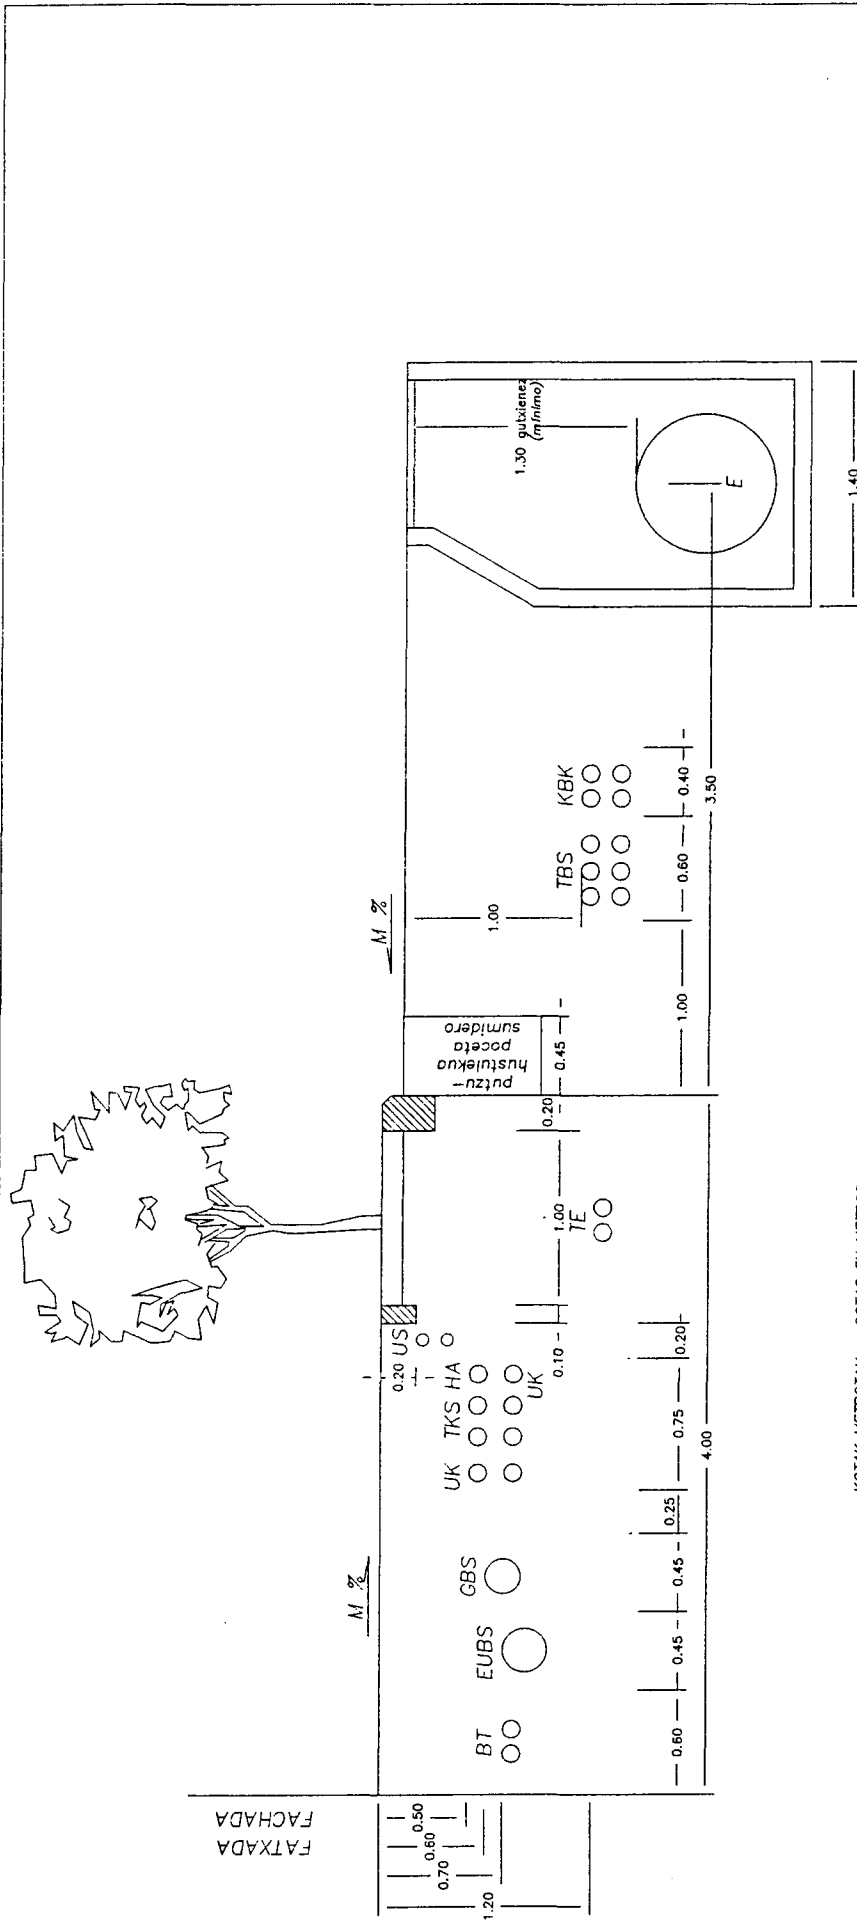 FATXADA
FACHADA
0.50
0.60
0.70
1.20
M %
M %
BT
EUBS
GBS
UK
TKS
HA
US
UK
0.20
TE
putzu-
hustulekua
poceta
sumidero
TBS
KBK
1.00
1.30 gutxienez
(mínimo)
E
0.10
1.00
0.20
0.45
0.60
0.45
0.45
0.25
0.75
0.20
1.00
0.60
0.40
4.00
3.50
1.40